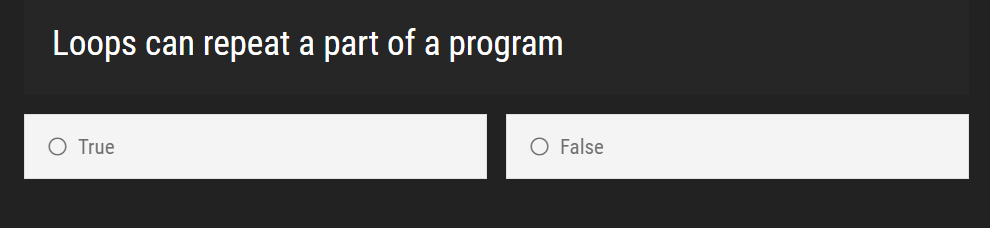 Loops can repeat a part of a program
True
False